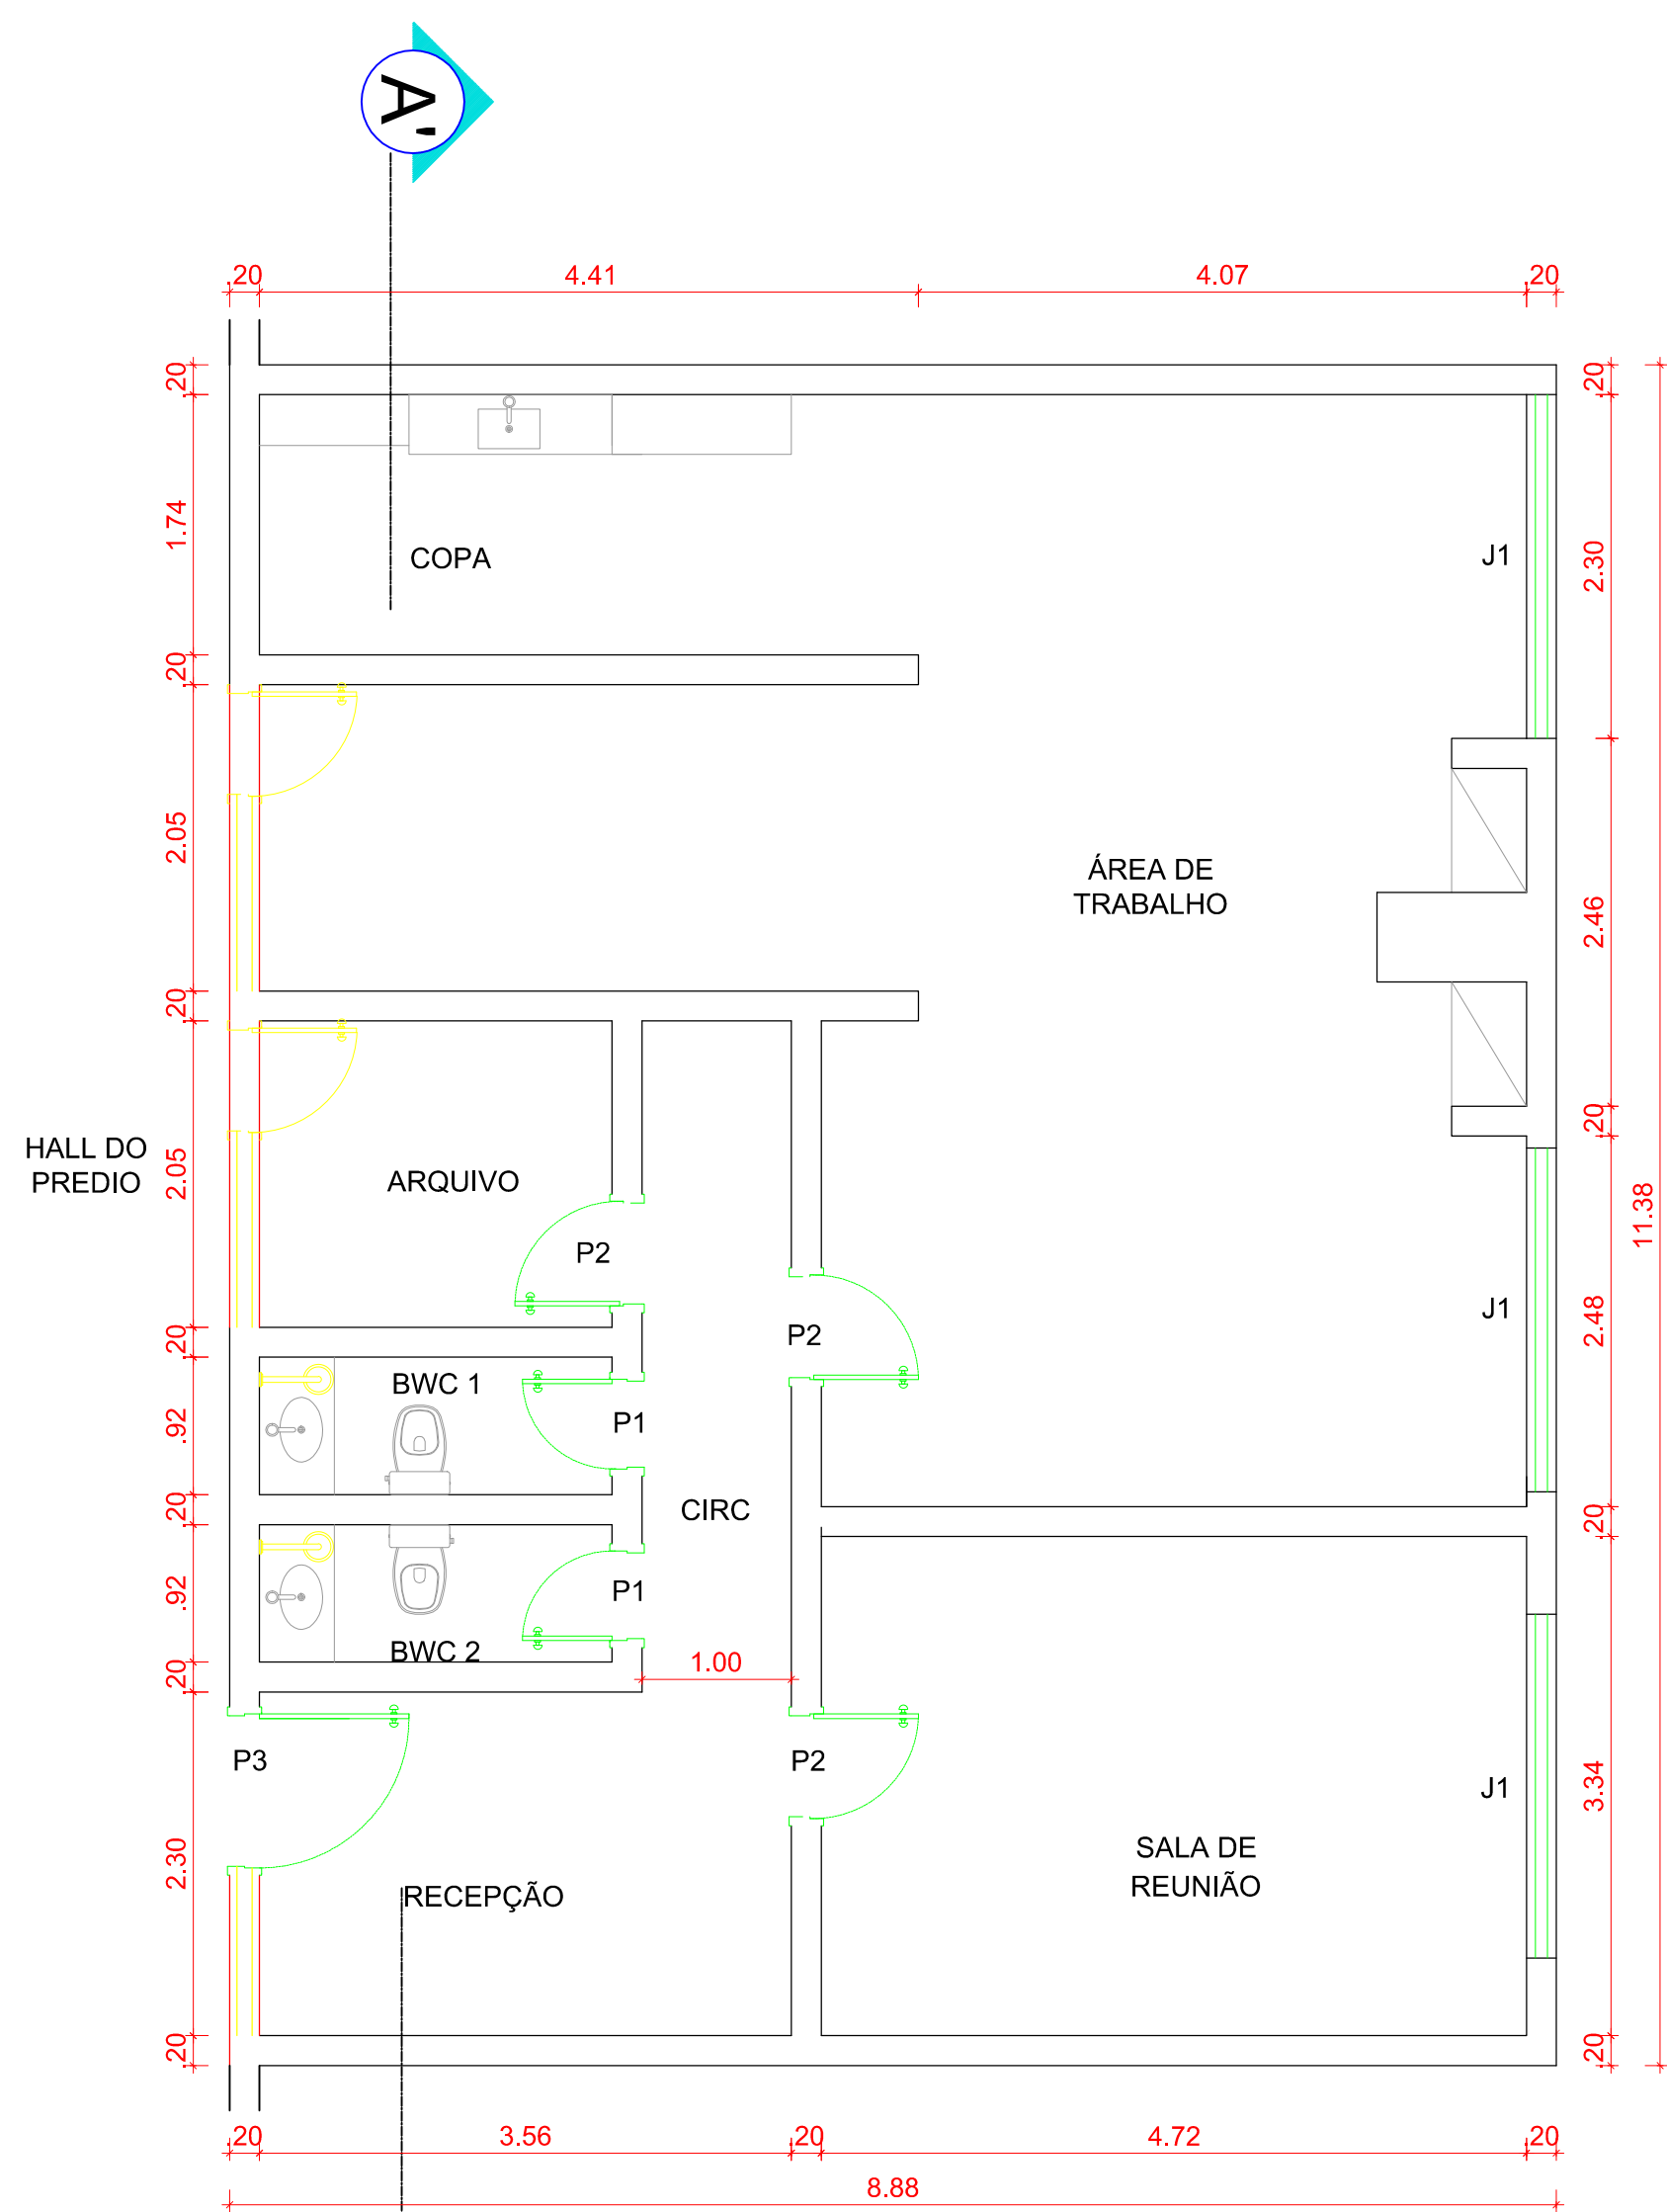 A'
.20
4.41
4.07
.20
.20
.20
1.74
COPA
J1
2.30
.20
2.05
ÁREA DE
TRABALHO
2.46
.20
HALL DO
PREDIO
2.05
ARQUIVO
.20
11.38
P2
P2
J1
2.48
.20
BWC 1
.92
P1
.20
CIRC
.20
.92
P1
BWC 2
.20
1.00
P3
P2
J1
3.34
2.30
RECEPÇÃO
SALA DE
REUNIÃO
.20
.20
.20
3.56
.20
4.72
.20
8.88